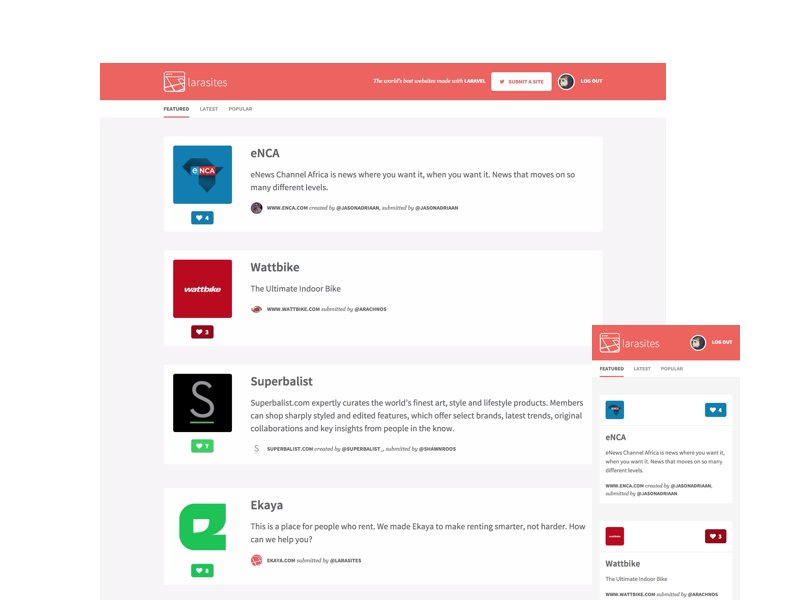 larasites
The world's best websites made with LARAVEL
SUBMIT A SITE
LOG OUT
FEATURED LATEST POPULAR
eNCA
eNCA
eNews Channel Africa is news where you want it, when you want it. News that moves on so
many different levels.
4
WWW.ENCA.COM created by @JASONADRIAAN, submitted by @JASONADRIAAN
wattbike
Wattbike
The Ultimate Indoor Bike
3
WWW.WATTBIKE.COM submitted by @ARACHNOS
S
Superbalist
Superbalist.com expertly curates the world's finest art, style and lifestyle products. Members
can shop sharply styled and edited features, which offer select brands, latest trends, original
collaborations and key insights from people in the know.
7
S
SUPERBALIST.COM created by @SUPERBALIST_, submitted by @SHAWNROOS
e
Ekaya
This is a place for people who rent. We made Ekaya to make renting smarter, not harder. How
can we help you?
8
EKAYA.COM submitted by @LARASITES
larasites
LOG OUT
FEATURED LATEST POPULAR
4
eNCA
eNews Channel Africa is news where you want it,
when you want it. News that moves on so many
different levels.
WWW.ENCA.COM created by @JASONADRIAAN,
submitted by @JASONADRIAAN
wattbike
3
Wattbike
The Ultimate Indoor Bike
WWW.WATTBIKE.COM submitted by @ARACHNOS